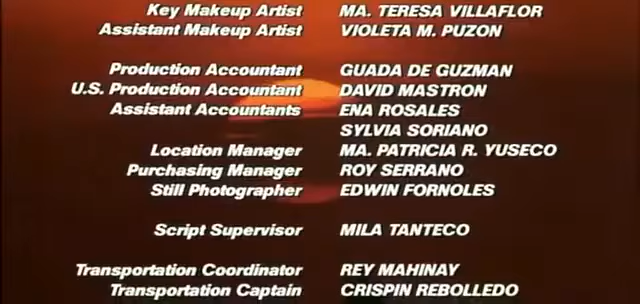 Key Makeup Artist MA. TERESA VILLAFLOR
Assistant Makeup Artist VIOLETA M. PUZON
Production Accountant GUADA DE GUZMAN
U.S. Production Accountant DAVID MASTRON
Assistant Accountants ENA ROSALES
SYLVIA SORIANO
Location Manager MA. PATRICIA R. YUSECO
Purchasing Manager ROY SERRANO
Still Photographer EDWIN FORNOLES
Script Supervisor MILA TANTECO
Transportation Coordinator REY MAHINAY
Transportation Captain CRISPIN REBOLLEDO